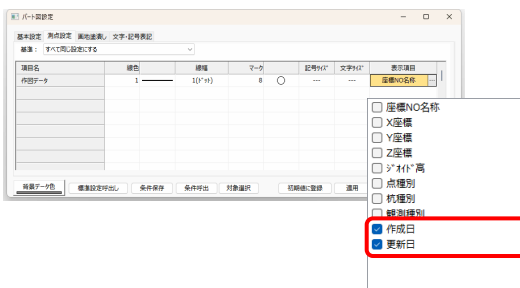 パート図設定
基本設定 測点設定 画地塗潰し 文字・記号表記
基準： すべて同じ設定にする
項目名 線色 線幅 マーク 記号ｻｲｽﾞ 文字ｻｲｽﾞ 表示項目
作図データ 1 1(ﾄﾞｯﾄ) 8 --- --- 座標NO名称 ...
背景データ色 標準設定呼出し 条件保存 条件呼出 対象選択 初期値に登録 適用
座標NO名称
X座標
Y座標
Z座標
ｼﾞｵｲﾄﾞ高
点種別
杭種別
観測種別
作成日
更新日